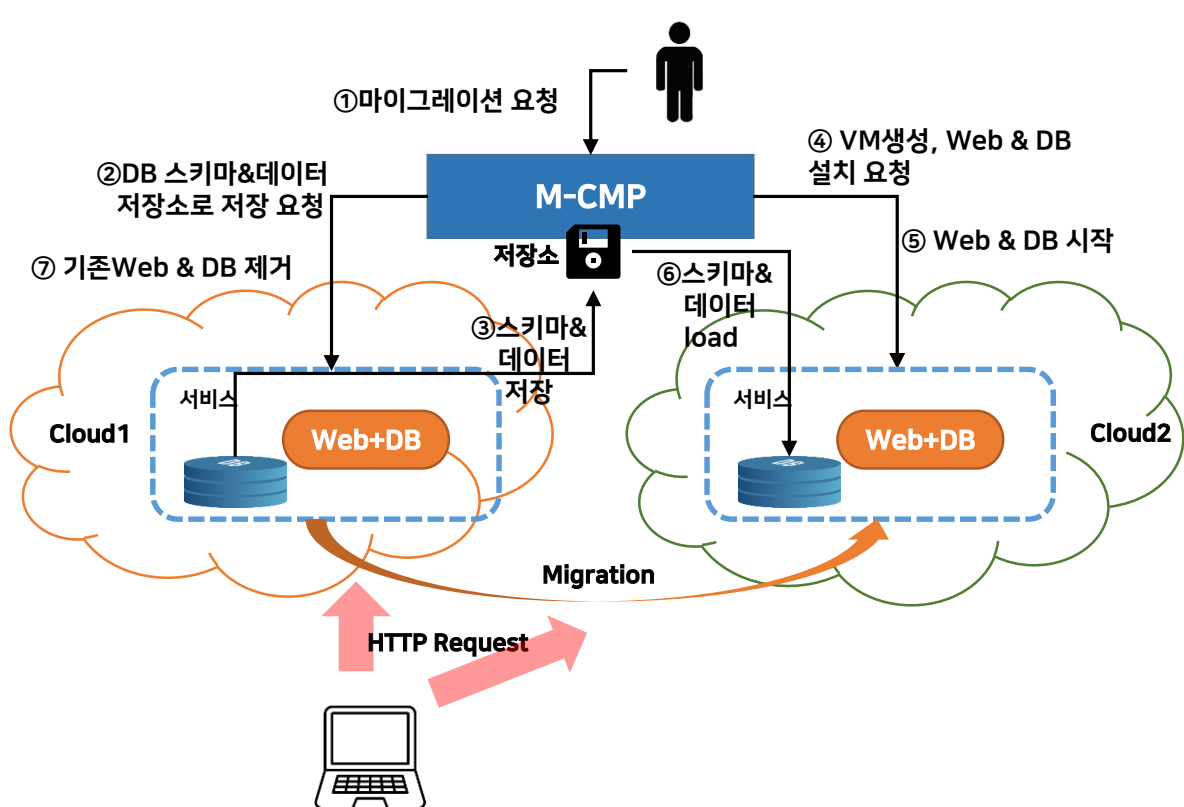 ①마이그레이션 요청
④ VM생성, Web & DB
설치 요청
②DB 스키마&데이터
저장소로 저장 요청
M-CMP
저장소
⑤ Web & DB 시작
⑦ 기존Web & DB 제거
⑥스키마&
데이터
load
③스키마&
데이터
저장
서비스
Cloud1
Web+DB
DB
서비스
Web+DB
Cloud2
DB
Migration
HTTP Request